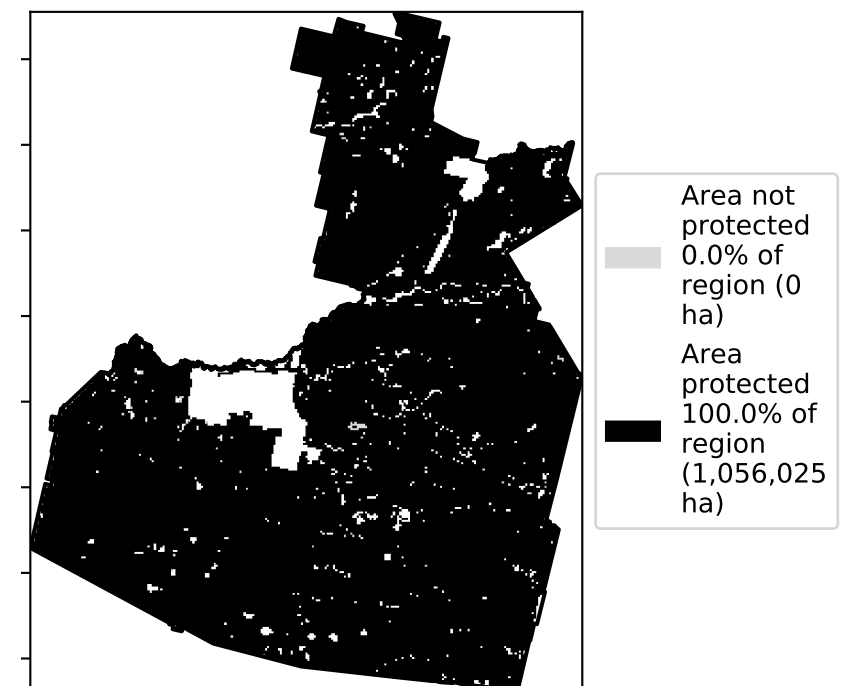 Area not
protected
0.0% of
region (0
ha)
Area
protected
100.0% of
region
(1,056,025
ha)